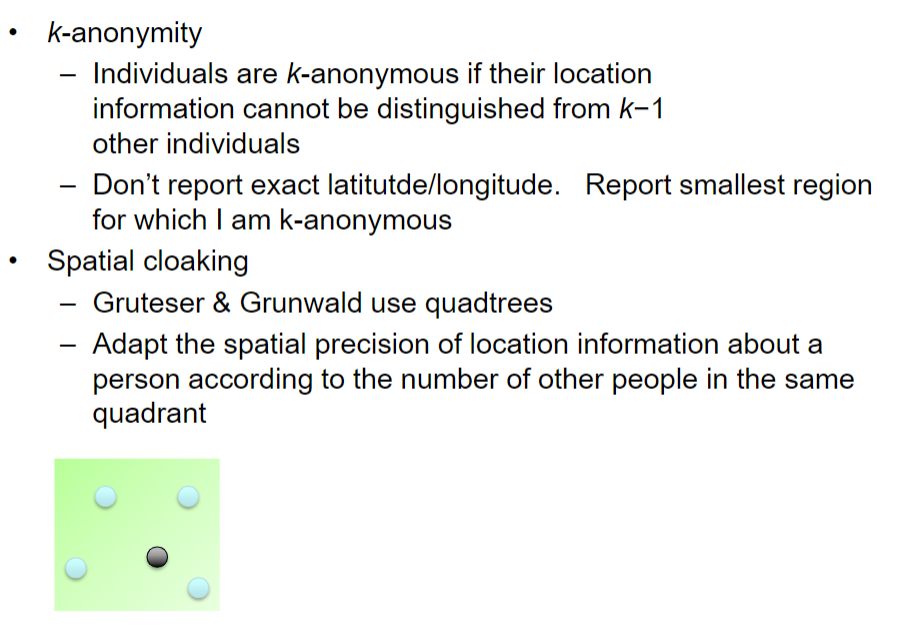 • k-anonymity
– Individuals are k-anonymous if their location
information cannot be distinguished from k−1
other individuals
– Don’t report exact latitutde/longitude.   Report smallest region
for which I am k-anonymous
• Spatial cloaking
– Gruteser & Grunwald use quadtrees
– Adapt the spatial precision of location information about a
person according to the number of other people in the same
quadrant